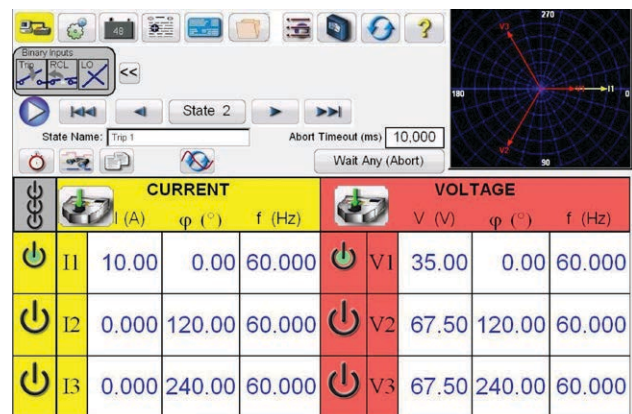 48
?
Binary Inputs
Trip RCL LO
<<
State 2
State Name: Trip 1 Abort Timeout (ms) 10,000
Wait Any (Abort)
270
V3
180 I1 0
V2
90
CURRENT VOLTAGE
I (A) φ (°) f (Hz) V (V) φ (°) f (Hz)
I1 10.00 0.00 60.000 V1 35.00 0.00 60.000
I2 0.000 120.00 60.000 V2 67.50 120.00 60.000
I3 0.000 240.00 60.000 V3 67.50 240.00 60.000